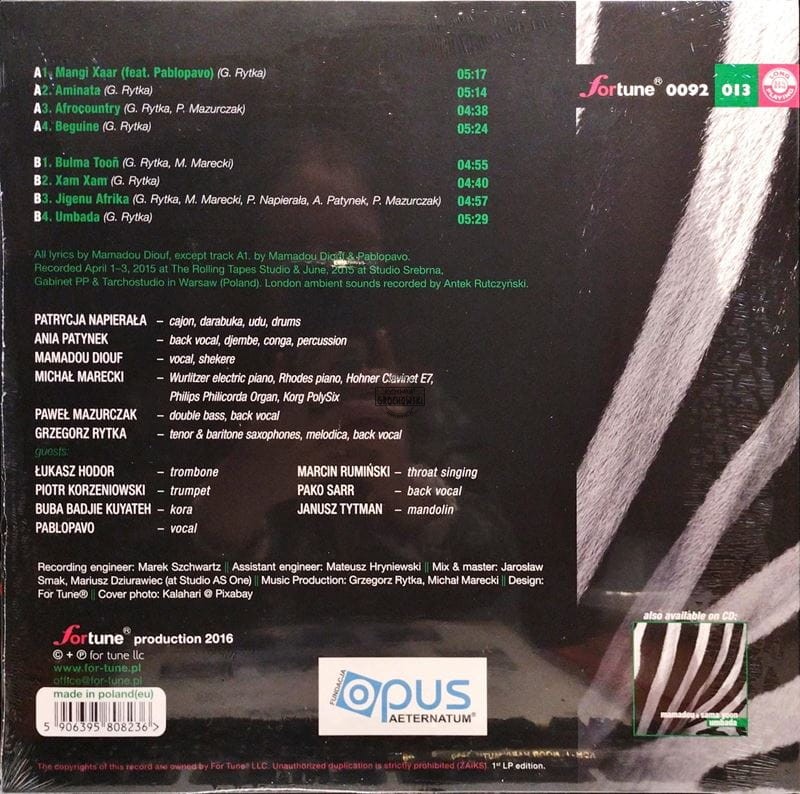 A1. Mangi Xaar (feat. Pablopavo) (G. Rytka) 05:17
A2. Aminata (G. Rytka) 05:14
A3. Afrocountry (G. Rytka, P. Mazurczak) 04:38
A4. Beguine (G. Rytka) 05:24
B1. Bulma Tooñ (G. Rytka, M. Marecki) 04:55
B2. Xam Xam (G. Rytka) 04:40
B3. Jigenu Afrika (G. Rytka, M. Marecki, P. Napierała, A. Patynek, P. Mazurczak) 04:57
B4. Umbada (G. Rytka) 05:29
fortune® 0092 013 LONG PLAYING
All lyrics by Mamadou Diouf, except track A1. by Mamadou Diouf & Pablopavo.
Recorded April 1–3, 2015 at The Rolling Tapes Studio & June, 2015 at Studio Srebrna,
Gabinet PP & Tarchostudio in Warsaw (Poland). London ambient sounds recorded by Antek Rutczyński.
PATRYCJA NAPIERAŁA – cajon, darabuka, udu, drums
ANIA PATYNEK – back vocal, djembe, conga, percussion
MAMADOU DIOUF – vocal, shekere
MICHAŁ MARECKI – Wurlitzer electric piano, Rhodes piano, Hohner Clavinet E7,
Philips Philicorda Organ, Korg PolySix
PAWEŁ MAZURCZAK – double bass, back vocal
GRZEGORZ RYTKA – tenor & baritone saxophones, melodica, back vocal
guests:
ŁUKASZ HODOR – trombone
PIOTR KORZENIOWSKI – trumpet
BUBA BADJIE KUYATEH – kora
PABLOPAVO – vocal
MARCIN RUMIŃSKI – throat singing
PAKO SARR – back vocal
JANUSZ TYTMAN – mandolin
Recording engineer: Marek Szchwartz || Assistant engineer: Mateusz Hryniewski || Mix & master: Jarosław
Smak, Mariusz Dziurawiec (at Studio AS One) || Music Production: Grzegorz Rytka, Michał Marecki || Design:
For Tune® || Cover photo: Kalahari @ Pixabay
fortune® production 2016
© + ℗ for tune llc
www.for-tune.pl
office@for-tune.pl
made in poland(eu)
5 906395 808236 >
FUNDACJA
opus
AETERNATUM®
also available on CD:
mamadou & sama yoon
umbada
The copyrights of this record are owned by For Tune® LLC. Unauthorized duplication is strictly prohibited (ZAiKS). 1st LP edition.